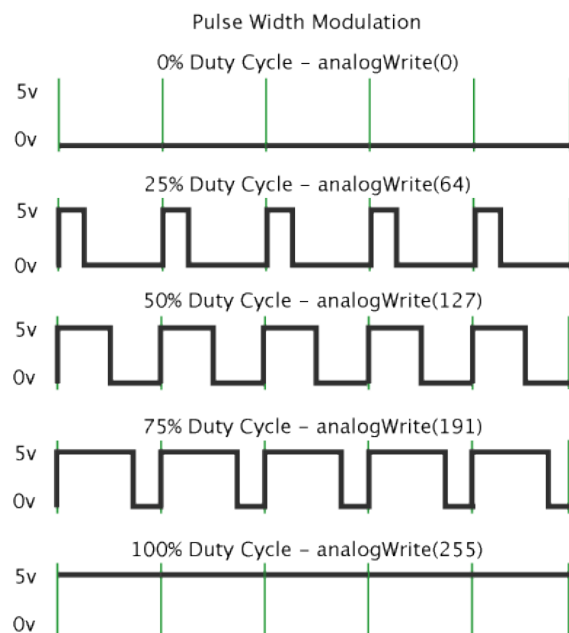 Pulse Width Modulation
0% Duty Cycle – analogWrite(0)
5v
0v
25% Duty Cycle – analogWrite(64)
5v
0v
50% Duty Cycle – analogWrite(127)
5v
0v
75% Duty Cycle – analogWrite(191)
5v
0v
100% Duty Cycle – analogWrite(255)
5v
0v